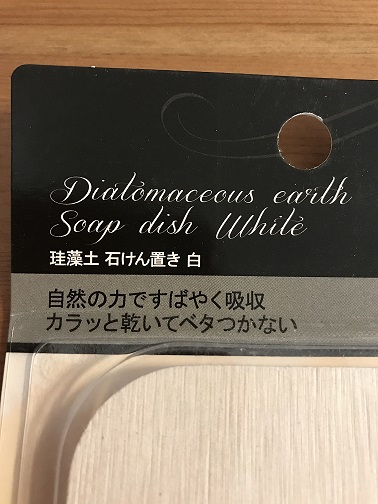 Diatomaceous earth
Soap dish White
珪藻土 石けん置き 白
自然の力ですばやく吸収
カラッと乾いてベタつかない